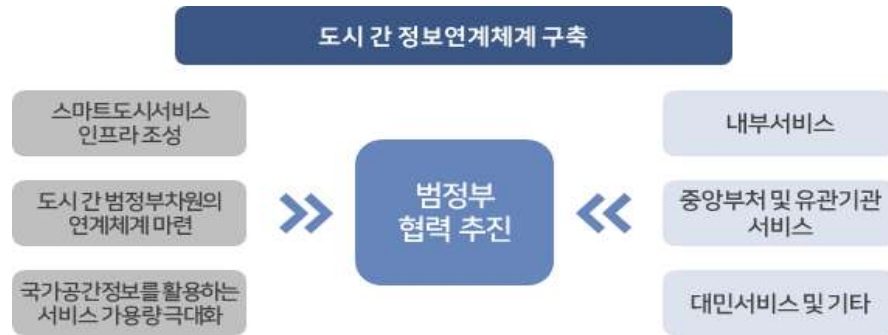 도시 간 정보연계체계 구축
스마트도시서비스
인프라 조성
도시 간 범정부차원의
연계체계 마련
국가공간정보를 활용하는
서비스 가용량 극대화
범정부
협력 추진
내부서비스
중앙부처 및 유관기관
서비스
대민서비스 및 기타